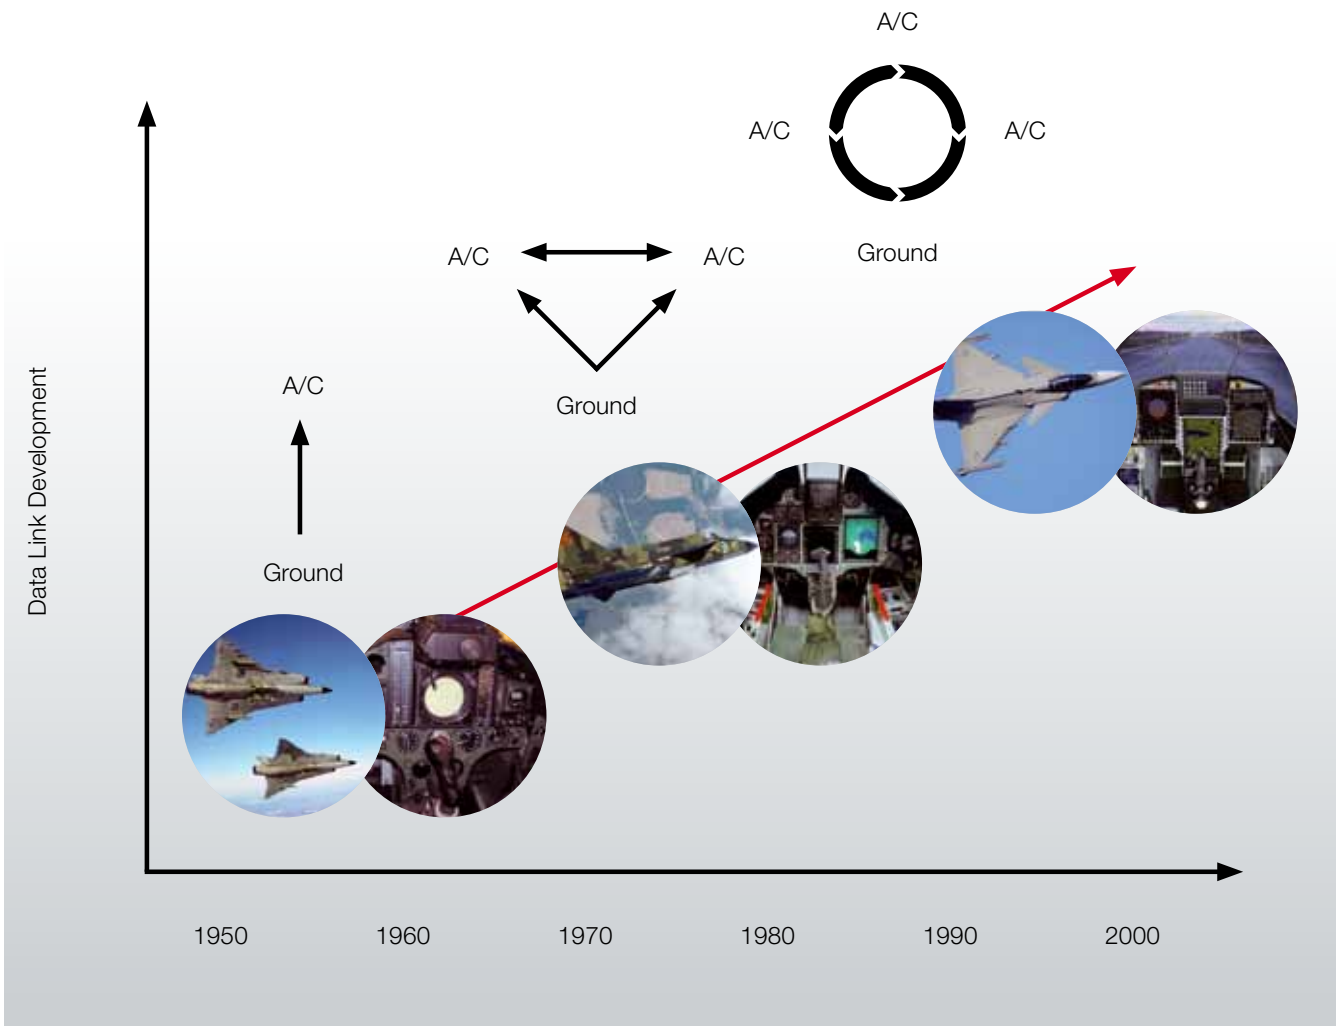 A/C
A/C
A/C
Ground
A/C
A/C
Ground
A/C
Ground
Data Link Development
1950
1960
1970
1980
1990
2000